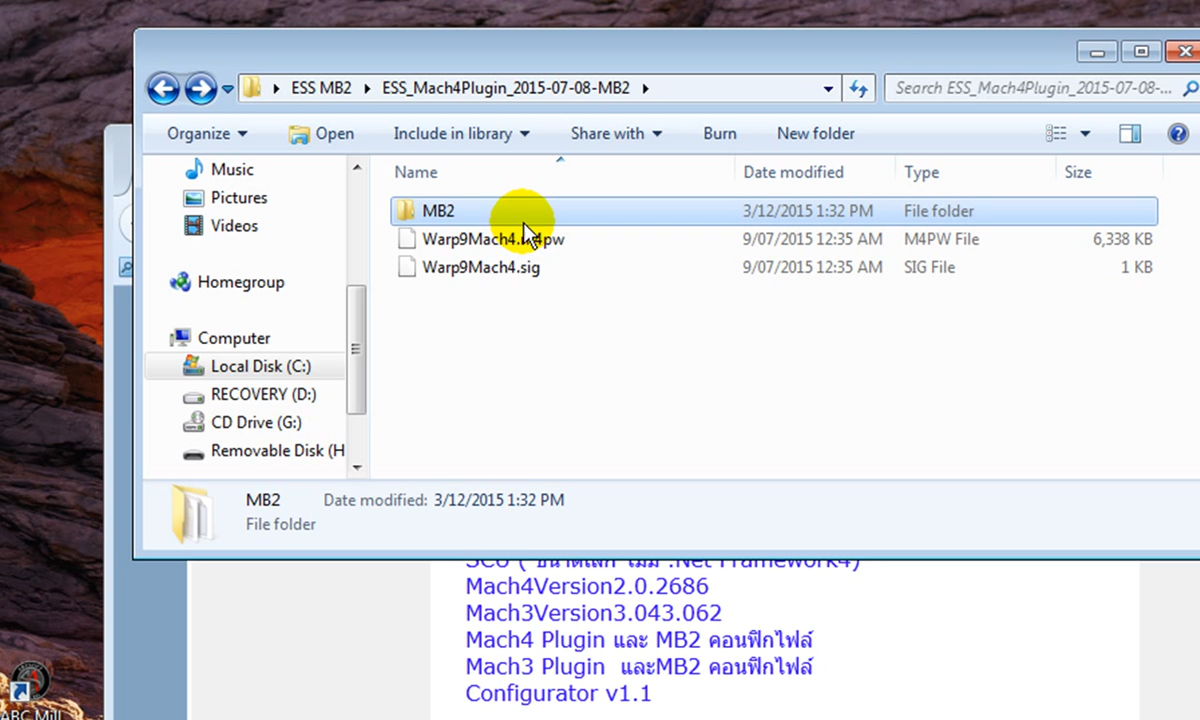 ESS MB2 ESS_Mach4Plugin_2015-07-08-MB2
Search ESS_Mach4Plugin_2015-07-08-...
Organize Open Include in library Share with Burn New folder
Music
Pictures
Videos
Homegroup
Computer
Local Disk (C:)
RECOVERY (D:)
CD Drive (G:)
Removable Disk (H
Name Date modified Type Size
MB2 3/12/2015 1:32 PM File folder
Warp9Mach4.m4pw 9/07/2015 12:35 AM M4PW File 6,338 KB
Warp9Mach4.sig 9/07/2015 12:35 AM SIG File 1 KB
MB2 Date modified: 3/12/2015 1:32 PM
File folder
.Net Framework4)
Mach4Version2.0.2686
Mach3Version3.043.062
Mach4 Plugin และ MB2 คอนฟิกไฟล์
Mach3 Plugin และMB2 คอนฟิกไฟล์
Configurator v1.1
ABC Mill